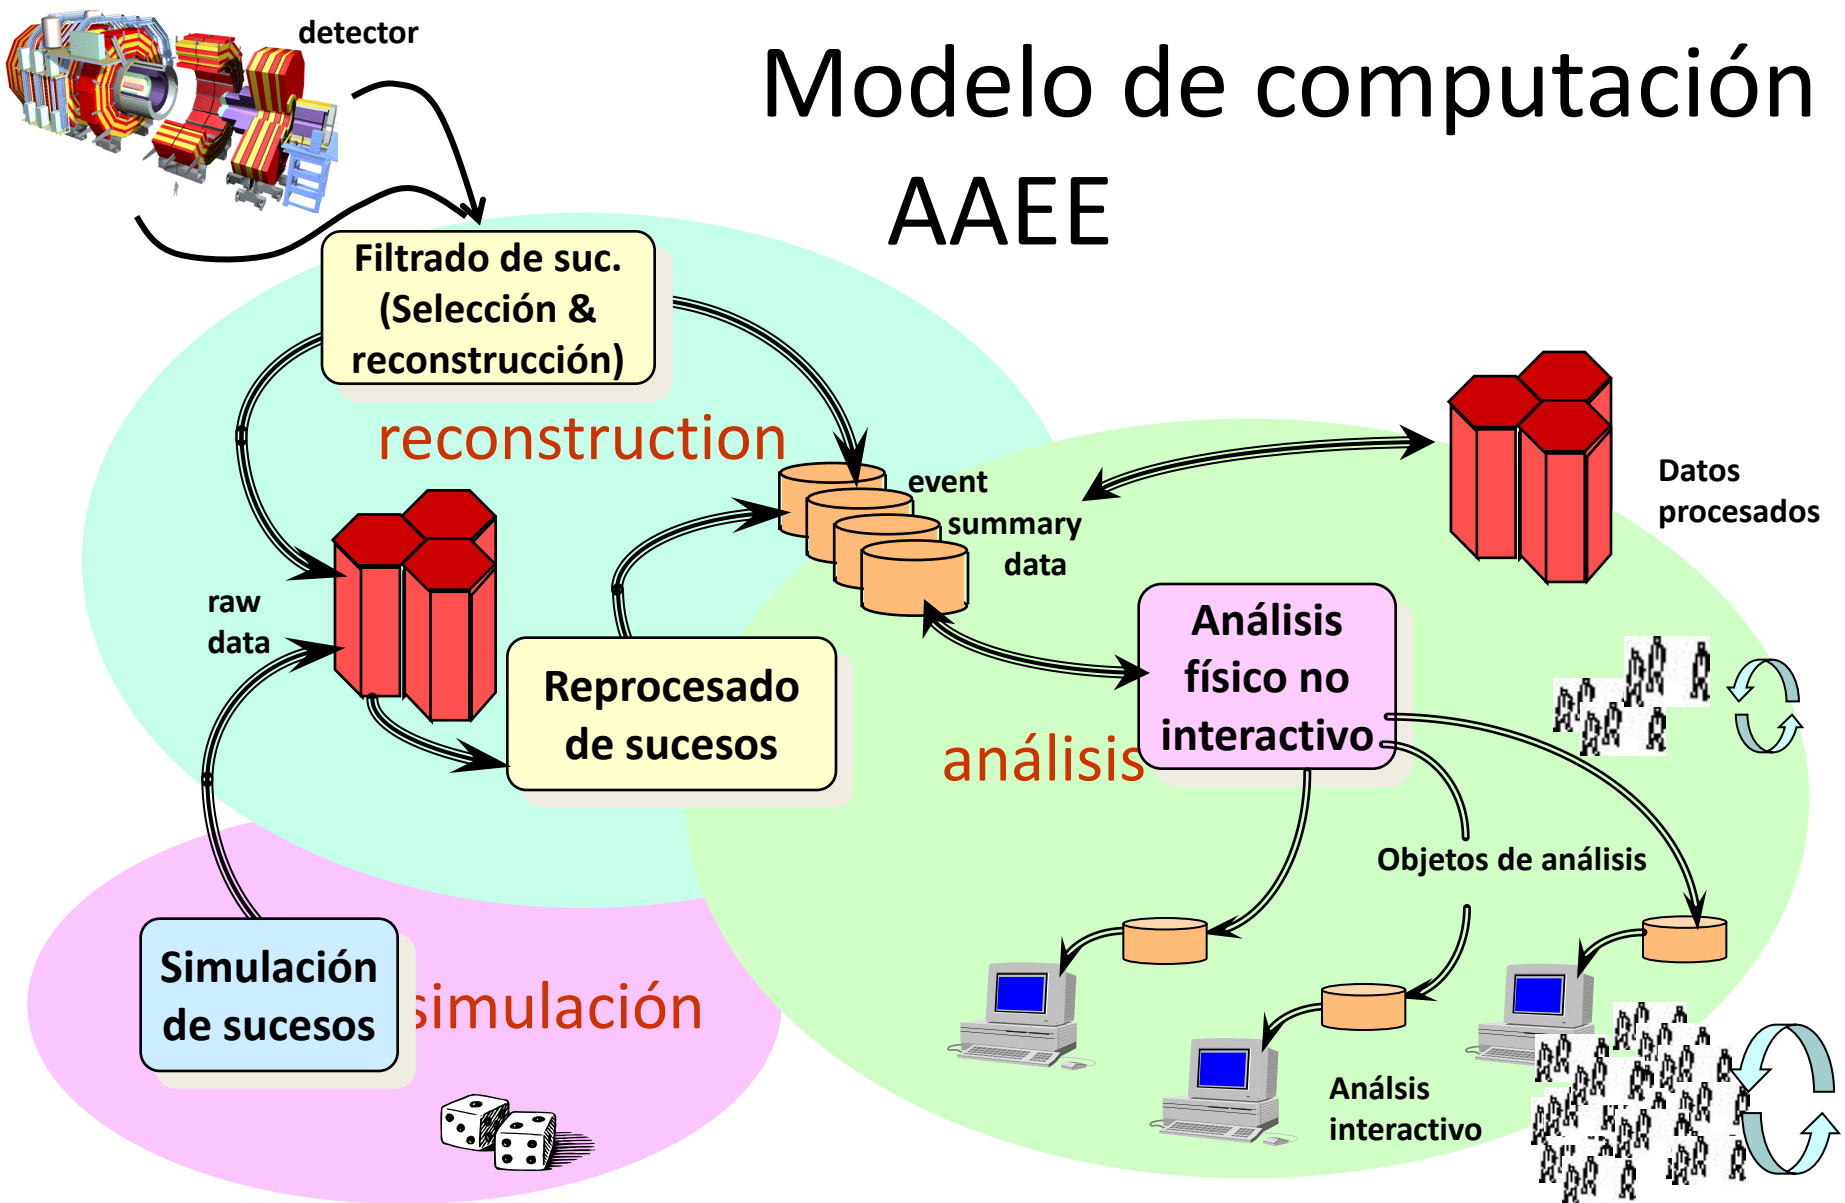 detector
Modelo de computación
AAEE
Filtrado de suc.
(Selección &
reconstrucción)
reconstruction
event
summary
data
Datos
procesados
raw
data
Reprocesado
de sucesos
Análisis
físico no
interactivo
análisis
Objetos de análisis
Simulación
de sucesos
simulación
Análsis
interactivo